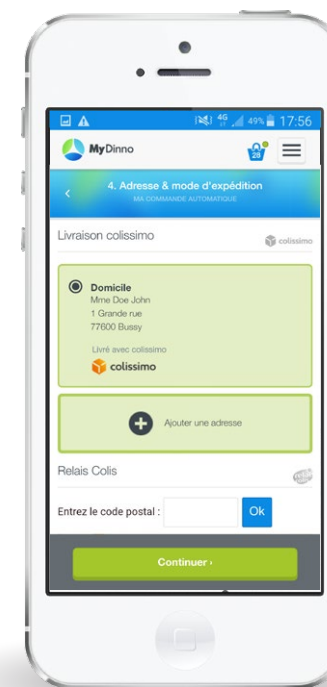 4G 49% 17:56
MyDinno
28
4. Adresse & mode d'expédition
MA COMMANDE AUTOMATIQUE
Livraison colissimo
colissimo
Domicile
Mme Doe John
1 Grande rue
77600 Bussy
Livré avec colissimo
colissimo
Ajouter une adresse
Relais Colis
Entrez le code postal :
Ok
Continuer ›